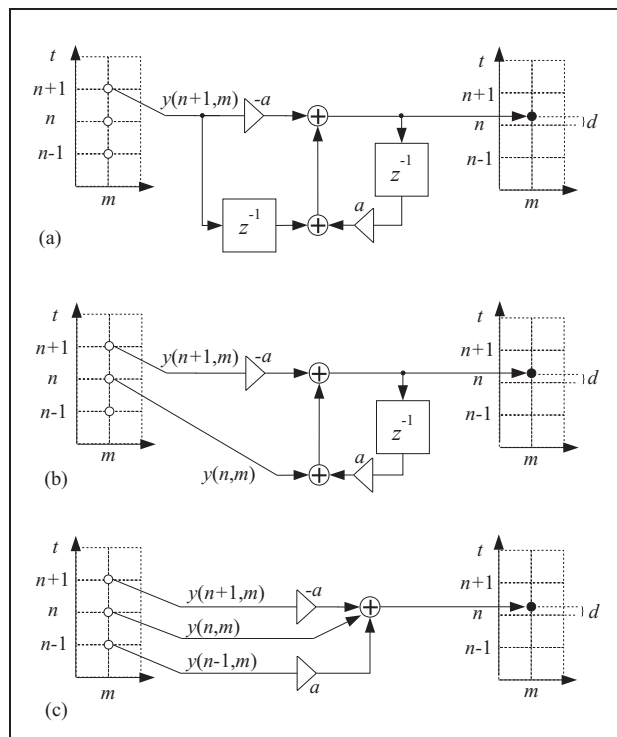 t
n+1
n
n-1
m
y(n+1,m)
-a
+
z⁻¹
+
a
z⁻¹
t
n+1
n
n-1
m
d
(a)
t
n+1
n
n-1
m
y(n+1,m)
-a
+
y(n,m)
+
a
z⁻¹
t
n+1
n
n-1
m
d
(b)
t
n+1
n
n-1
m
y(n+1,m)
-a
y(n,m)
+
y(n-1,m)
a
t
n+1
n
n-1
m
d
(c)